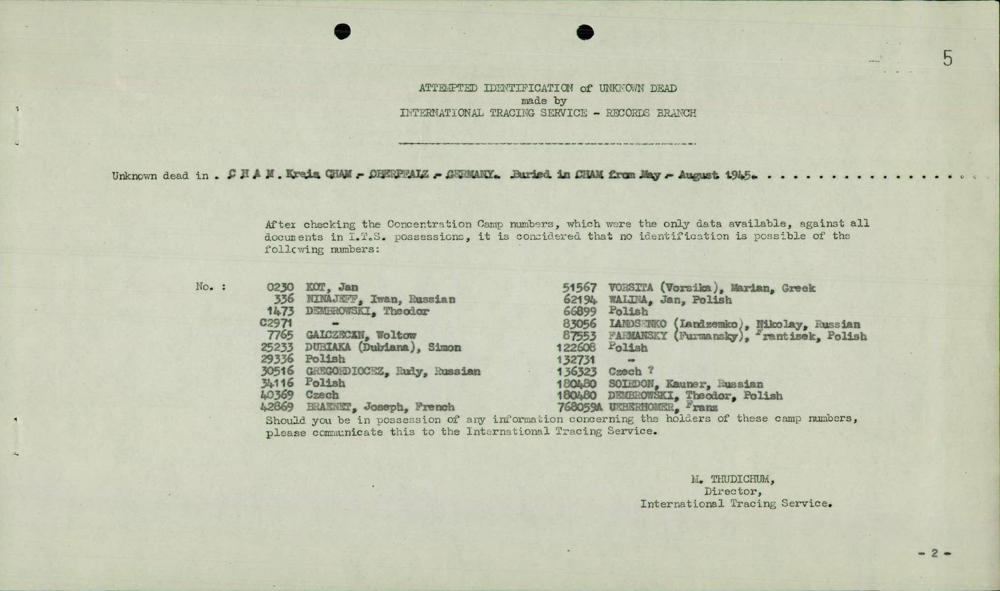 5
ATTEMPTED IDENTIFICATION of UNKNOWN DEAD
made by
INTERNATIONAL TRACING SERVICE - RECORDS BRANCH
Unknown dead in . C H A M . Kreis CHAM - OBERPFALZ - GERMANY. Buried in CHAM from May - August 1945. . . . . . . . . . . . . . . . . .
After checking the Concentration Camp numbers, which were the only data available, against all
documents in I.T.S. possessions, it is considered that no identification is possible of the
following numbers:
No. :
0230 KOT, Jan
336 NINAJEFF, Iwan, Russian
1473 DEMBROWSKI, Theodor
C2971 -
7765 GAICZECAN, Woltow
25233 DUBIAKA (Dubiana), Simon
29336 Polish
30516 GREGORDIOCEZ, Rudy, Russian
34116 Polish
40369 Czech
42869 BRAENET, Joseph, French
51567 VORSITA (Vorsika), Marian, Greek
62194 WALINA, Jan, Polish
66899 Polish
83056 LANDSENKO (Landzemko), Nikolay, Russian
87553 FARMANSKY (Furmansky), Frantisek, Polish
122608 Polish
132731 -
136323 Czech ?
180480 SOIEDON, Kauner, Russian
180480 DEMBROWSKI, Theodor, Polish
768059A UEBERHOMER, Franz
Should you be in possession of any information concerning the holders of these camp numbers,
please communicate this to the International Tracing Service.
M. THUDICHUM,
Director,
International Tracing Service.
- 2 -